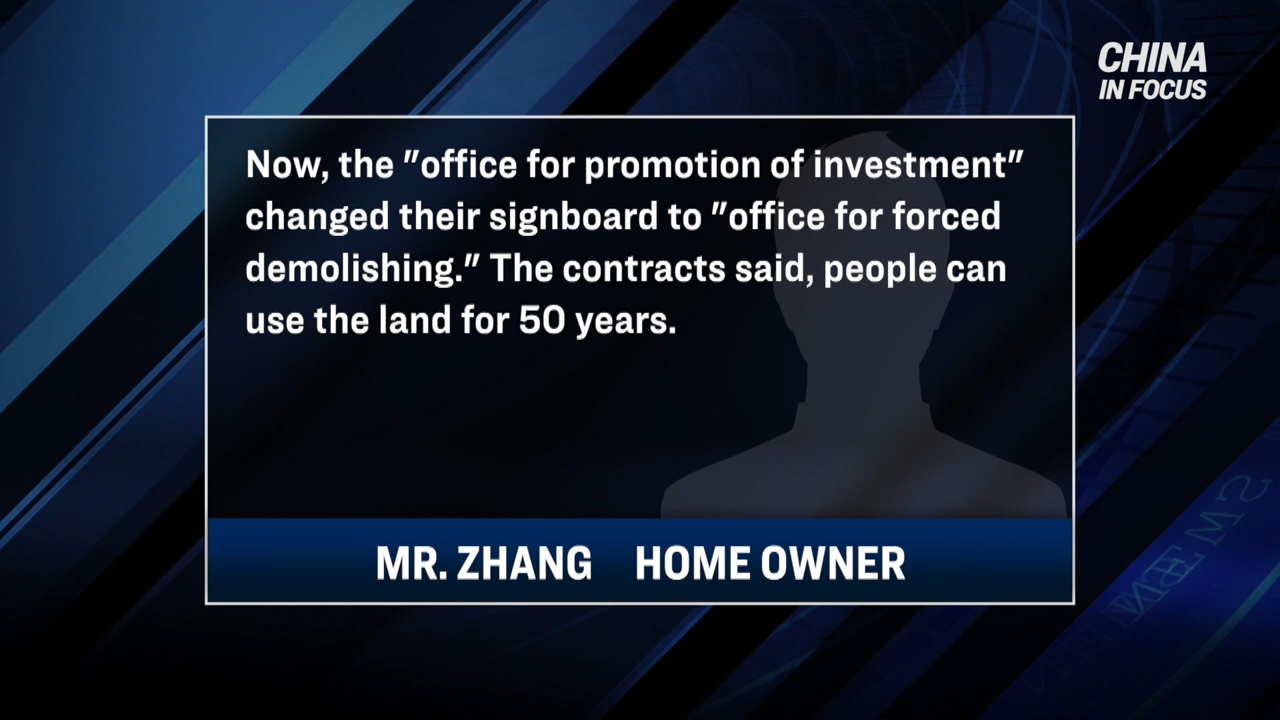 CHINA
IN FOCUS
Now, the "office for promotion of investment"
changed their signboard to "office for forced
demolishing." The contracts said, people can
use the land for 50 years.
MR. ZHANG HOME OWNER